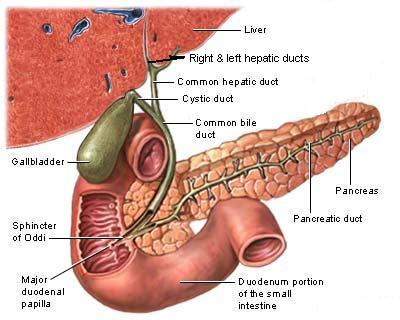 Liver
Right & left hepatic ducts
Common hepatic duct
Cystic duct
Common bile
duct
Gallbladder
Pancreas
Pancreatic duct
Sphincter
of Oddi
Major
duodenal
papilla
Duodenum portion
of the small
intestine